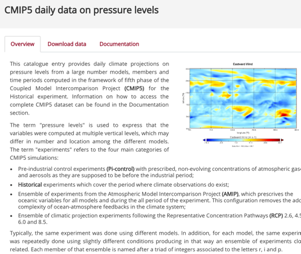 CMIP5 daily data on pressure levels
Overview
Download data
Documentation
This catalogue entry provides daily climate projections on
pressure levels from a large number models, members and
time periods computed in the framework of fifth phase of the
Coupled Model Intercomparison Project (CMIP5) for the
Historical experiment. Information on how to access the
complete CMIP5 dataset can be found in the Documentation
section.
The term "pressure levels" is used to express that the
variables were computed at multiple vertical levels, which may
differ in number and location among the different models.
The term "experiments" refers to the four main categories of
CMIP5 simulations:
Pre-industrial control experiments (Pi-control) with prescribed, non-evolving concentrations of atmospheric gas
and aerosols as they supposed to be before the industrial period;
Historical experiments which cover the period where climate observations do exist;
Ensemble of experiments from the Atmospheric Model Intercomparison Project (AMIP), which prescrives the
oceanic variables for all models and during the all period of the experiment. This configuration removes the add
complexity of ocean-atmosphere feedbacks in the climate system;
Ensemble of climatic projection experiments following the Representative Concentration Pathways (RCP) 2.6, 4.5
6.0 and 8.5.
Typically, the same experiment was done using different models. In addition, for each model, the same experim
was repeatedly done using slightly different conditions producing in that way an ensemble of experiments clo
related. Each member of that ensemble is named after a triad of integers associated to the letters r, i and p.